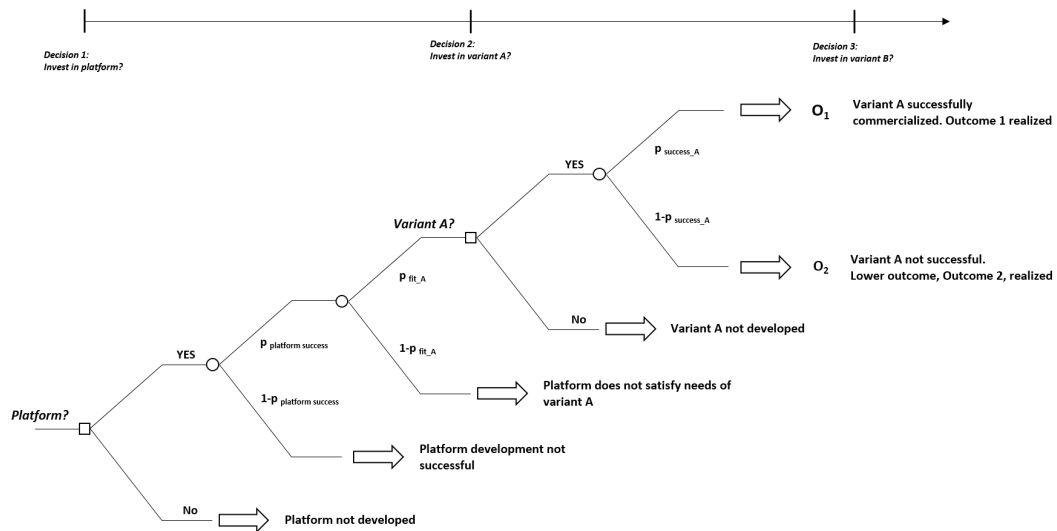 Decision 1:
Invest in platform?
Decision 2:
Invest in variant A?
Decision 3:
Invest in variant B?
O1 Variant A successfully
commercialized. Outcome 1 realized
p success_A
YES
1-p success_A
Variant A?
O2 Variant A not successful.
Lower outcome, Outcome 2, realized
p fit_A
No
Variant A not developed
p platform success
1-p fit_A
YES
Platform does not satisfy needs of
variant A
1-p platform success
Platform?
Platform development not
successful
No
Platform not developed